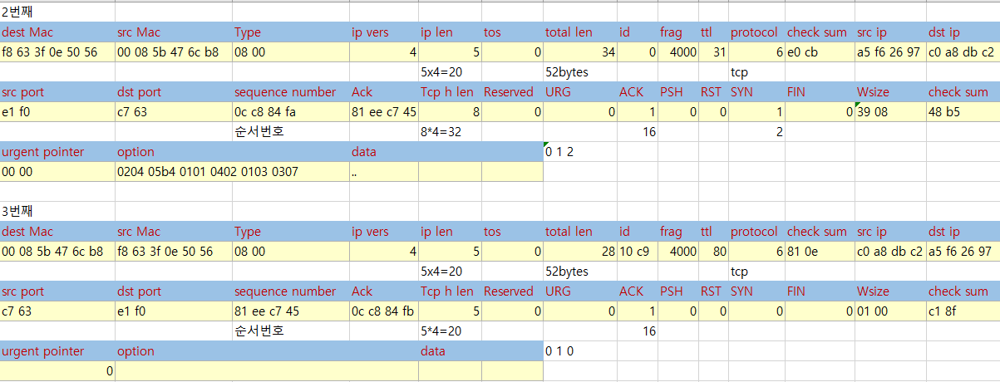 2번째
dest Mac src Mac Type ip vers ip len tos total len id frag ttl protocol check sum src ip dst ip
f8 63 3f 0e 50 56 00 08 5b 47 6c b8 08 00 4 5 0 34 0 4000 31 6 e0 cb a5 f6 26 97 c0 a8 db c2
5x4=20 52bytes tcp
src port dst port sequence number Ack Tcp h len Reserved URG ACK PSH RST SYN FIN Wsize check sum
e1 f0 c7 63 0c c8 84 fa 81 ee c7 45 8 0 0 1 0 0 1 0 39 08 48 b5
순서번호 8*4=32 16 2
urgent pointer option data 0 1 2
00 00 0204 05b4 0101 0402 0103 0307 ..
3번째
dest Mac src Mac Type ip vers ip len tos total len id frag ttl protocol check sum src ip dst ip
00 08 5b 47 6c b8 f8 63 3f 0e 50 56 08 00 4 5 0 28 10 c9 4000 80 6 81 0e c0 a8 db c2 a5 f6 26 97
5x4=20 52bytes tcp
src port dst port sequence number Ack Tcp h len Reserved URG ACK PSH RST SYN FIN Wsize check sum
c7 63 e1 f0 81 ee c7 45 0c c8 84 fb 5 0 0 1 0 0 0 0 01 00 c1 8f
순서번호 5*4=20 16
urgent pointer option data 0 1 0
0